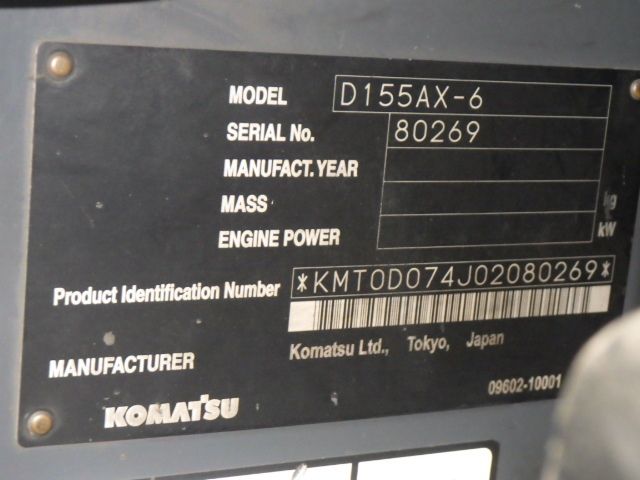 MODEL D155AX-6
SERIAL No. 80269
MANUFACT. YEAR
MASS kg
ENGINE POWER kW
Product Identification Number *KMT0D074J02080269*
MANUFACTURER Komatsu Ltd., Tokyo, Japan
09602-10001
KOMATSU